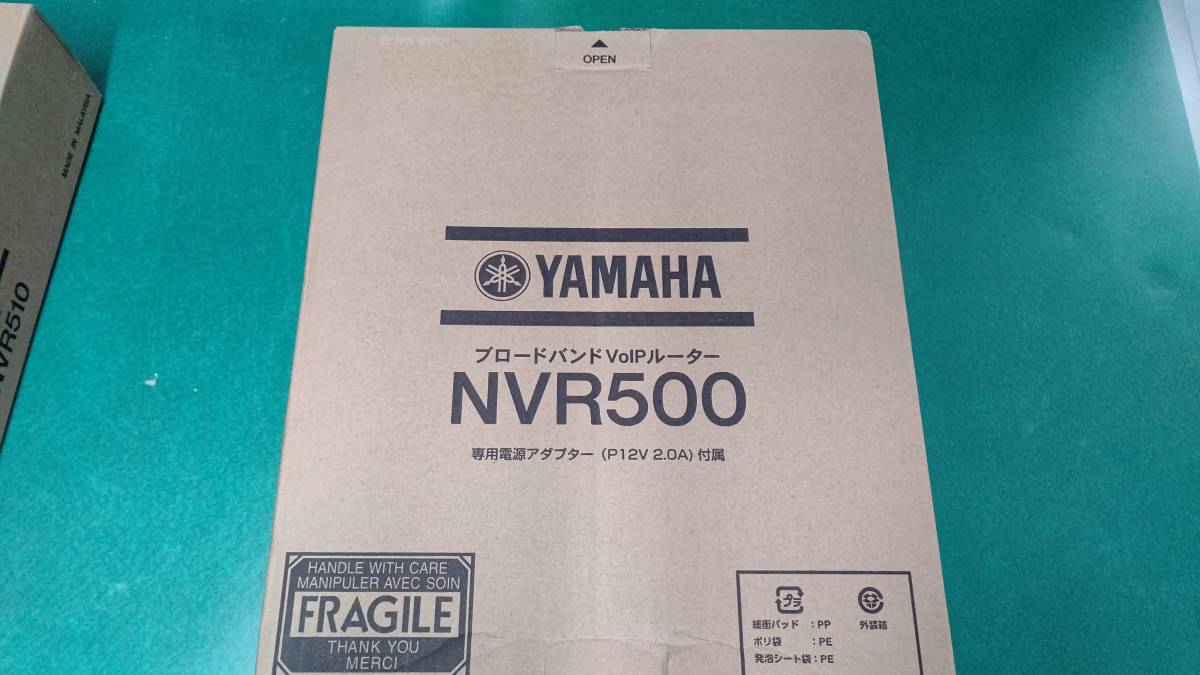 OPEN
MADE IN MALAYSIA
NVR510
YAMAHA
ブロードバンドVoIPルーター
NVR500
専用電源アダプター (P12V 2.0A) 付属
HANDLE WITH CARE
MANIPULER AVEC SOIN
FRAGILE
THANK YOU
MERCI
プラ
緩衝パッド :PP
ポリ袋 :PE
発泡シート袋:PE
外装箱